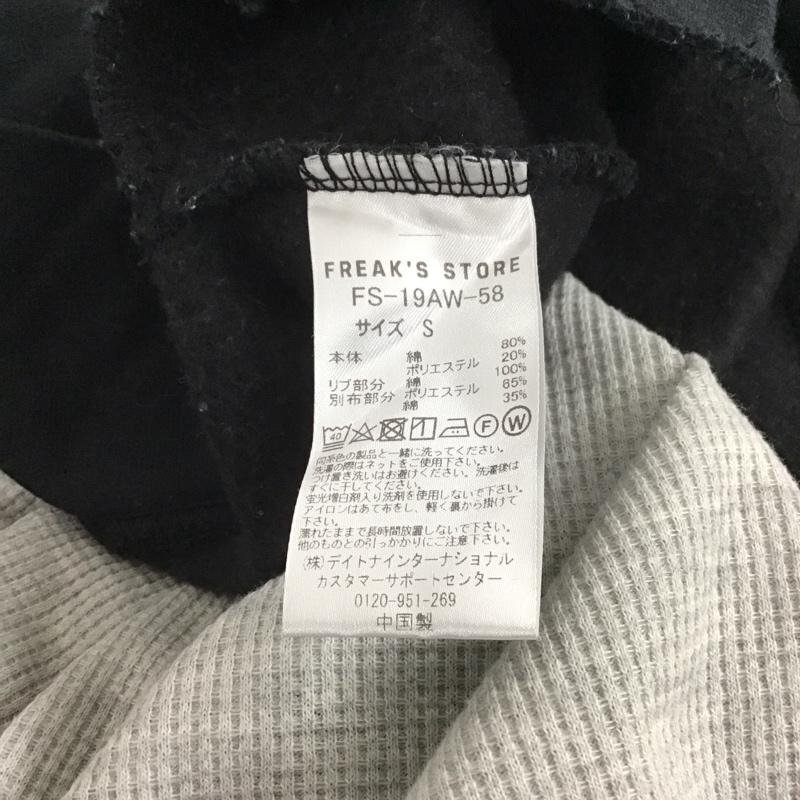 FREAK'S STORE
FS-19AW-58
サイズ S
本体 綿 80%
ポリエステル 20%
リブ部分 綿 100%
別布部分 ポリエステル 65%
綿 35%
40 F W
同系色の製品と一緒に洗ってください。
洗濯の際はネットをご使用下さい。
つけ置き洗いはお避けください。洗濯後は
すぐに干してください。
蛍光増白剤入り洗剤を使用しないで下さい。
アイロンはあて布をし、軽く裏から掛けて
下さい。
濡れたままで長時間放置しないで下さい。
他のものとの引っかかりにご注意下さい。
(株)デイトナインターナショナル
カスタマーサポートセンター
0120-951-269
中国製